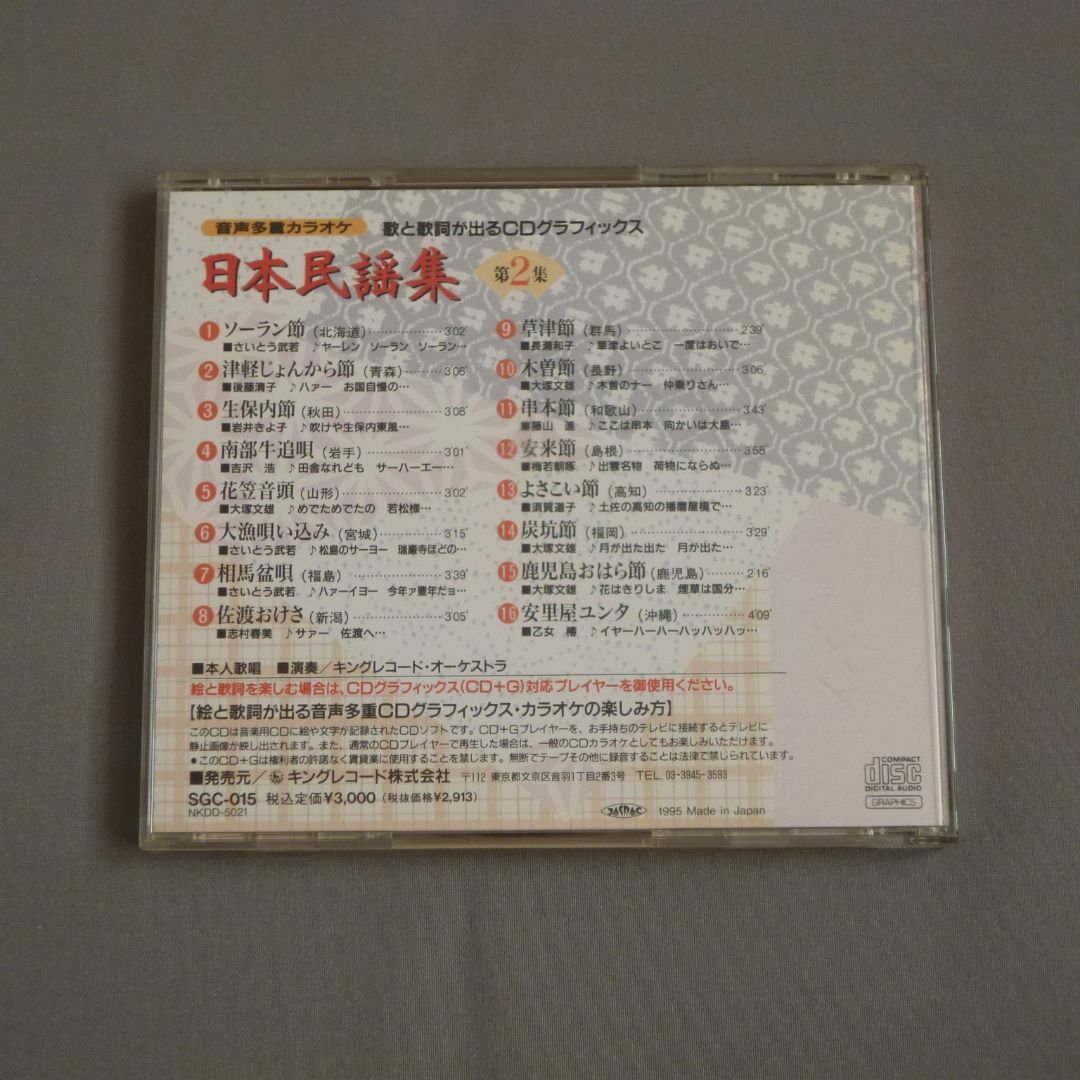 音声多重カラオケ 歌と歌詞が出るCDグラフィックス
日本民謡集 第2集
1 ソーラン節(北海道)………………3'02"
■さいとう武若 ♪ヤーレン ソーラン ソーラン…
2 津軽じょんから節(青森)………3'06"
■後藤清子 ♪ハァー お国自慢の…
3 生保内節(秋田)……………………3'08"
■岩井きよ子 ♪吹けや生保内東風…
4 南部牛追唄(岩手)…………………3'01"
■吉沢 浩 ♪田舎なれども サーハーエー…
5 花笠音頭(山形)……………………3'02"
■大塚文雄 ♪めでためでたの 若松様…
6 大漁唄い込み(宮城)………………3'15"
■さいとう武若 ♪松島のサーヨー 瑞巌寺ほどの…
7 相馬盆唄(福島)……………………3'39"
■さいとう武若 ♪ハァーイヨー 今年ァ豊年だョ…
8 佐渡おけさ(新潟)…………………3'05"
■志村春美 ♪サァー 佐渡へ…
9 草津節(群馬)………………………2'39"
■長瀬和子 ♪草津よいとこ 一度はおいで…
10 木曽節(長野)………………………3'06"
■大塚文雄 ♪木曽のナー 仲乗りさん…
11 串本節(和歌山)……………………3'43"
■藤山 進 ♪ここは串本 向かいは大島…
12 安来節(島根)………………………3'58"
■梅若朝啄 ♪出雲名物 荷物にならぬ…
13 よさこい節(高知)…………………3'23"
■須賀道子 ♪土佐の高知の播磨屋橋で…
14 炭坑節(福岡)………………………3'29"
■大塚文雄 ♪月が出た出た 月が出た…
15 鹿児島おはら節(鹿児島)………2'16"
■大塚文雄 ♪花はきりしま 煙草は国分…
16 安里屋ユンタ(沖縄)………………4'09"
■乙女 椿 ♪イヤーハーハーハッハッハッ…
■本人歌唱 ■演奏/キングレコード・オーケストラ
絵と歌詞を楽しむ場合は、CDグラフィックス(CD+G)対応プレイヤーを御使用ください。
【絵と歌詞が出る音声多重CDグラフィックス・カラオケの楽しみ方】
このCDは音楽用CDに絵や文字が記録されたCDソフトです。CD+Gプレイヤーを、お手持ちのテレビに接続するとテレビに
静止画像が映し出されます。また、通常のCDプレイヤーで再生した場合は、一般のCDカラオケとしてもお楽しみいただけます。
●このCD+Gは権利者の許諾なく賃貸業に使用することを禁じます。無断でテープその他に録音することは法律で禁じられています。
■発売元/キングレコード株式会社 〒112 東京都文京区音羽1丁目2番3号 TEL. 03-3945-3593
SGC-015 税込定価¥3,000(税抜価格¥2,913)
NKDD-5021
JASRAC 1995 Made in Japan
COMPACT
disc
DIGITAL AUDIO
GRAPHICS